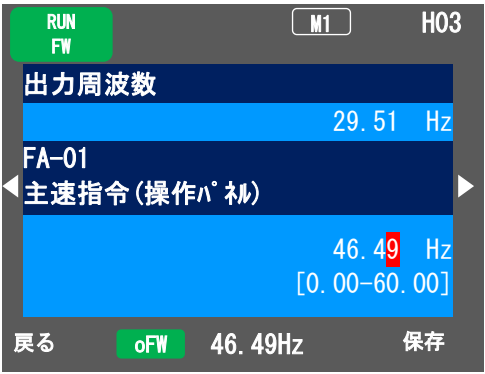 RUN
FW
M1
H03
出力周波数
29.51 Hz
FA-01
主速指令(操作ﾊﾟﾈﾙ)
46.49 Hz
[0.00-60.00]
戻る
oFW
46.49Hz
保存